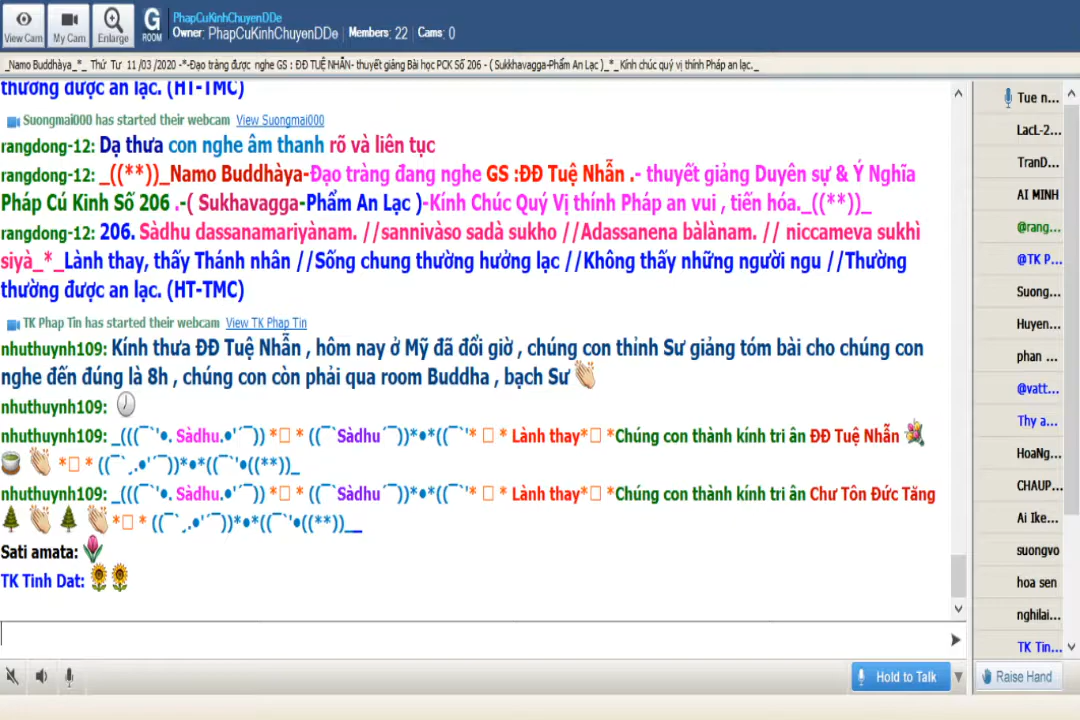 PhapCuKinhChuyenDDe
Owner: PhapCuKinhChuyenDDe Members: 22 Cams: 0
View Cam My Cam Enlarge G ROOM
_Namo Buddhàya_*_ Thứ Tư 11 /03 /2020 -*-Đạo tràng được nghe GS : ĐĐ TUỆ NHẪN- thuyết giảng Bài học PCK Số 206 - ( Sukkhavagga-Phẩm An Lạc )_*_ Kính chúc quý vị thính Pháp an lạc._
thường được an lạc. (HT-TMC)
Suongmai000 has started their webcam View Suongmai000
rangdong-12: Dạ thưa con nghe âm thanh rõ và liên tục
rangdong-12: _((**))_Namo Buddhàya-Đạo tràng đang nghe GS :ĐĐ Tuệ Nhẫn .- thuyết giảng Duyên sự & Ý Nghĩa
Pháp Cú Kinh Số 206 .-( Sukhavagga-Phẩm An Lạc )-Kính Chúc Quý Vị thính Pháp an vui , tiến hóa._((**))_
rangdong-12: 206. Sàdhu dassanamariyànam. //sannivàso sadà sukho //Adassanena bàlànam. // niccameva sukhì
siyà_*_Lành thay, thấy Thánh nhân //Sống chung thường hưởng lạc //Không thấy những người ngu //Thường
thường được an lạc. (HT-TMC)
TK Phap Tin has started their webcam View TK Phap Tin
nhuthuynh109: Kính thưa ĐĐ Tuệ Nhẫn , hôm nay ở Mỹ đã đổi giờ , chúng con thỉnh Sư giảng tóm bài cho chúng con
nghe đến đúng là 8h , chúng con còn phải qua room Buddha , bạch Sư
nhuthuynh109:
nhuthuynh109: _(((¯`'•. Sàdhu.•'´¯)) *□ * ((¯`Sàdhu´¯))*•*((¯`'* □ * Lành thay*□ *Chúng con thành kính tri ân ĐĐ Tuệ Nhẫn
*□ * ((¯`¸.•'´¯))*•*((¯`'•((**))_
nhuthuynh109: _(((¯`'•. Sàdhu.•'´¯)) *□ * ((¯`Sàdhu´¯))*•*((¯`'* □ * Lành thay*□ *Chúng con thành kính tri ân Chư Tôn Đức Tăng
*□ * ((¯`¸.•'´¯))*•*((¯`'•((**))__
Sati amata:
TK Tinh Dat:
Tue n...
LacL-2...
TranD...
AI MINH
@rang...
@TK P...
Suong...
Huyen...
phan ...
@vatt...
Thy a...
HoaNg...
CHAUP...
Ai Ike...
suongvo
hoa sen
nghilai...
TK Tin...
Hold to Talk
Raise Hand